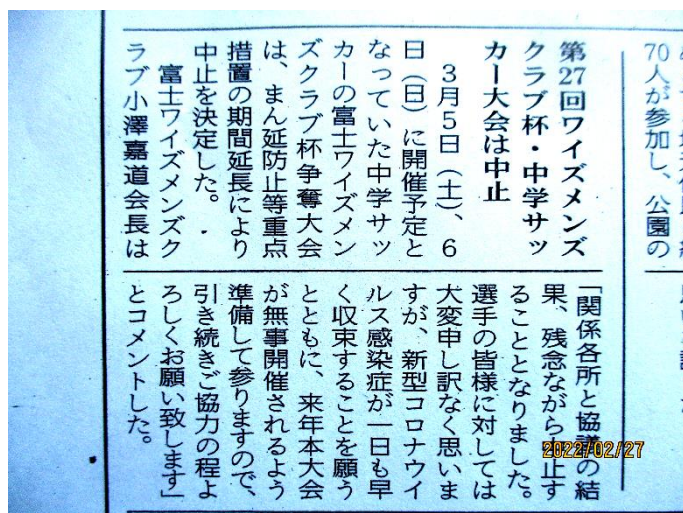 70人が参加し、公園の
第27回ワイズメンズ
クラブ杯・中学サッ
カー大会は中止
3月5日（土）、6
日（日）に開催予定と
なっていた中学サッ
カーの富士ワイズメン
ズクラブ杯争奪大会
は、まん延防止等重点
措置の期間延長により
中止を決定した。
富士ワイズメンズク
ラブ小澤嘉道会長は
「関係各所と協議の結
果、残念ながら中止す
ることとなりました。
選手の皆様に対しては
大変申し訳なく思いま
すが、新型コロナウイ
ルス感染症が一日も早
く収束することを願う
とともに、来年本大会
が無事開催されるよう
準備して参りますので、
引き続きご協力の程よ
ろしくお願い致します」
とコメントした。
2022/02/27